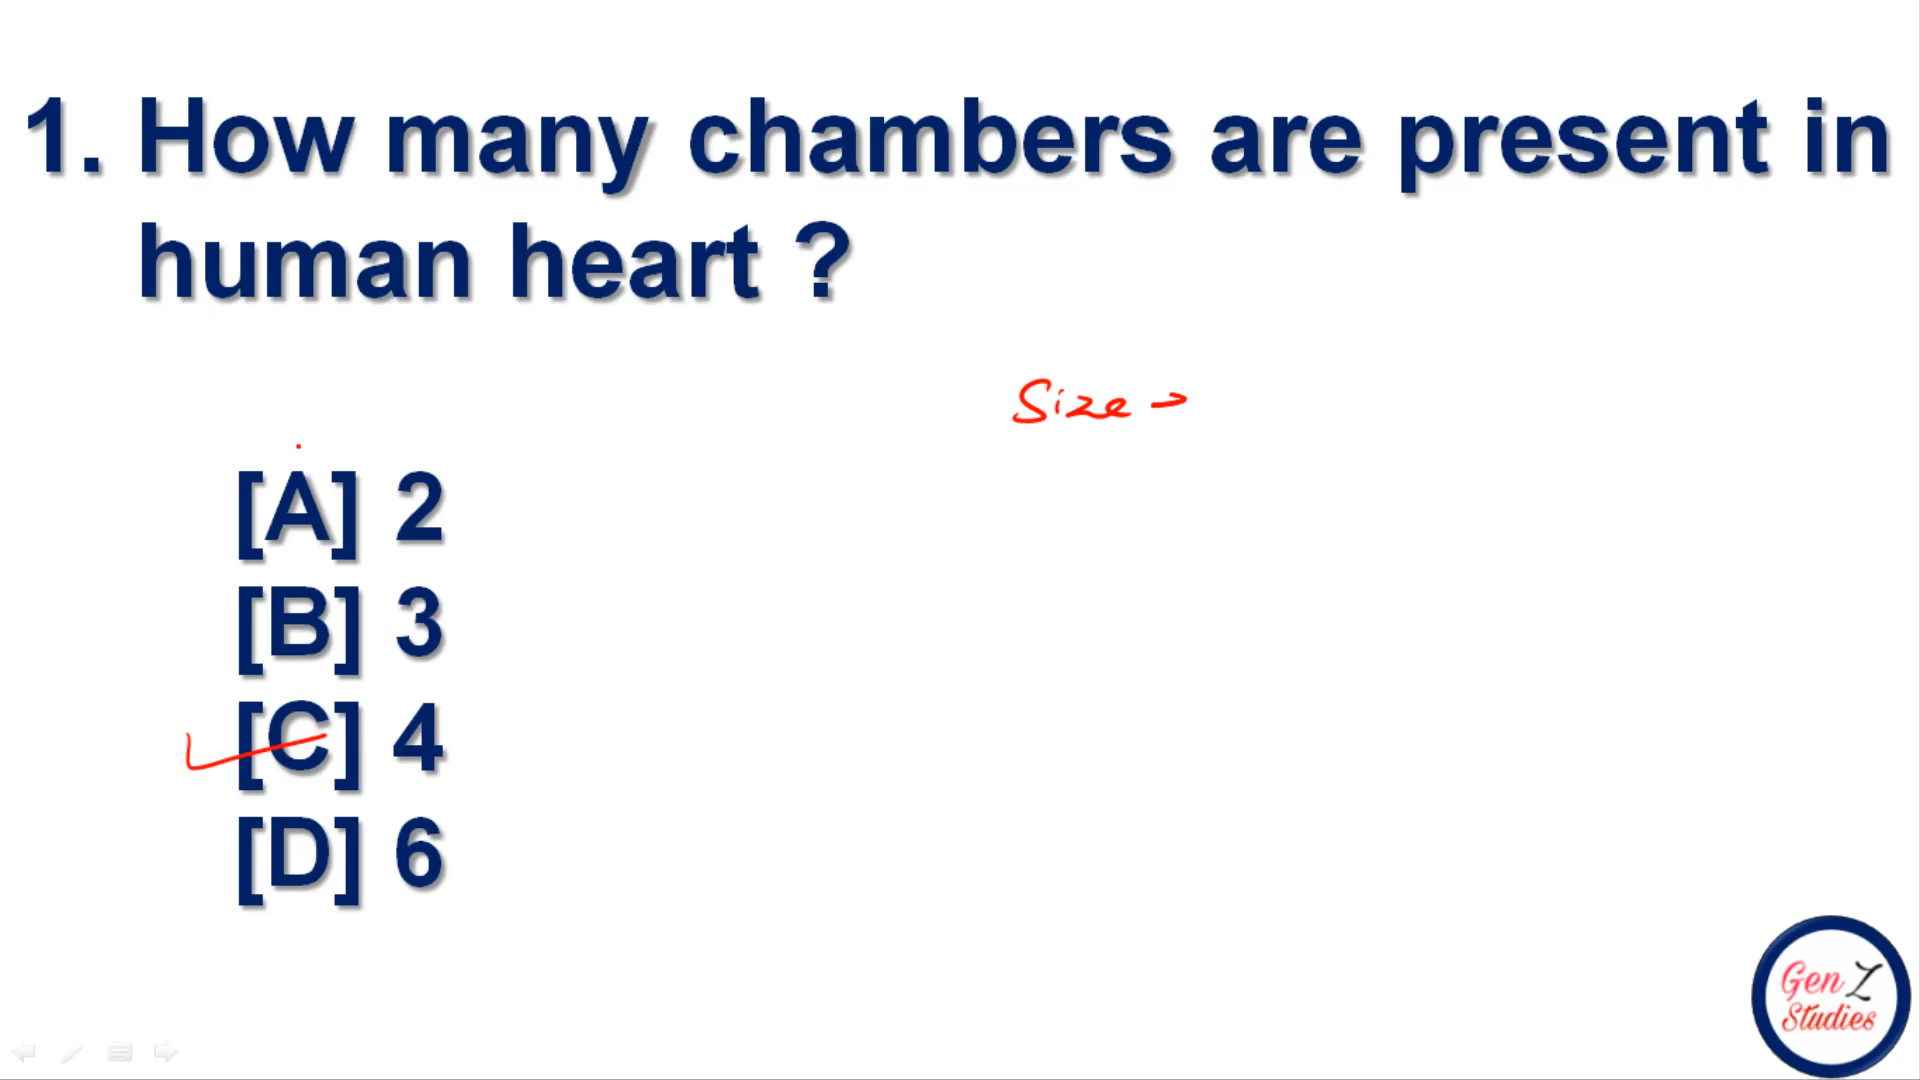 1. How many chambers are present in
human heart ?
Size →
[A] 2
[B] 3
[C] 4
[D] 6
Gen Z
Studies